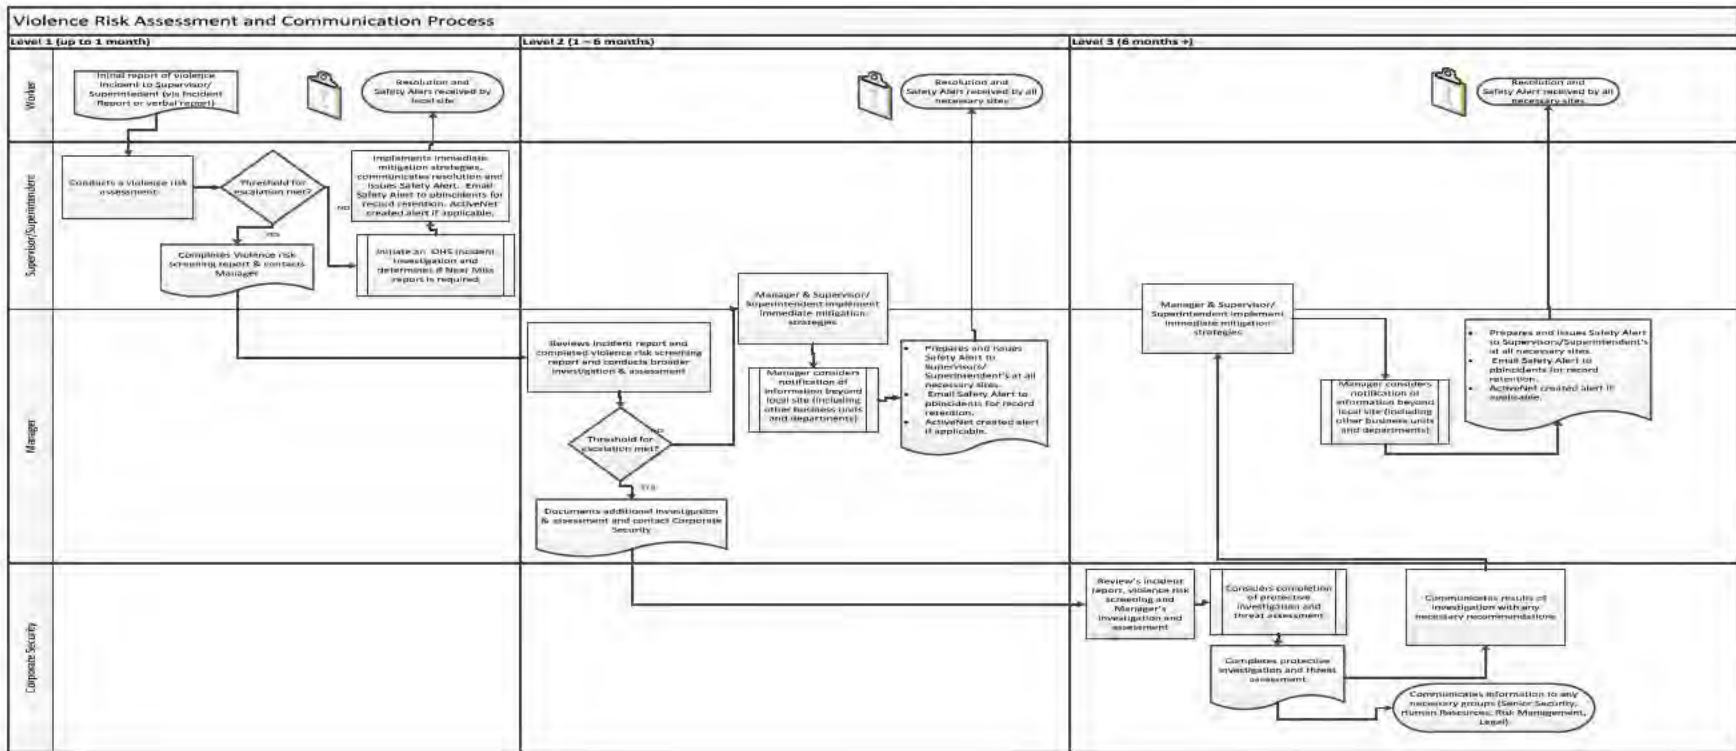 Violence Risk Assessment and Communication Process
Level 1 (up to 1 month)
Level 2 (1 – 6 months)
Level 3 (6 months +)
Worker
Initial report of violence
Incident to Supervisor/
Superintendent (via Incident
Report or verbal report)
Resolution and
Safety Alert received by
local site
Resolution and
Safety Alert received by all
necessary sites
Resolution and
Safety Alert received by all
necessary sites
Supervisor/Superintendent
Conducts a violence risk
assessment
Threshold for
escalation met?
NO
YES
Implements immediate
mitigation strategies,
communicates resolution and
issues Safety Alert. Email
Safety Alert to pbincidents for
record retention. ActiveNet
created alert if applicable.
Completes Violence risk
screening report & contacts
Manager
Initiate an OHS incident
investigation and
determines if Near Miss
report is required
Manager & Supervisor/
Superintendent implement
immediate mitigation
strategies
Manager & Supervisor/
Superintendent implement
immediate mitigation
strategies
Manager
Reviews incident report and
completed violence risk screening
report and conducts broader
investigation & assessment
Threshold for
escalation met?
NO
YES
Documents additional investigation
& assessment and contact Corporate
Security
Manager considers
notification of
information beyond
local site (including
other business units
and departments)
• Prepares and issues
Safety Alert to
Supervisors/
Superintendent's at all
necessary sites.
• Email Safety Alert to
pbincidents for record
retention.
• ActiveNet created alert
if applicable.
Manager considers
notification of
information beyond
local site (including
other business units
and departments)
• Prepares and issues Safety Alert
to Supervisors/Superintendent's
at all necessary sites.
• Email Safety Alert to
pbincidents for record
retention.
• ActiveNet created alert if
applicable.
Corporate Security
Review's incident
report, violence risk
screening and
Manager's
investigation and
assessment
Considers completion
of protective
investigation and
threat assessment
Completes protective
investigation and threat
assessment
Communicates results of
investigation with any
necessary recommendations
Communicates information to any
necessary groups (Senior Security,
Human Resources, Risk Management,
Legal)